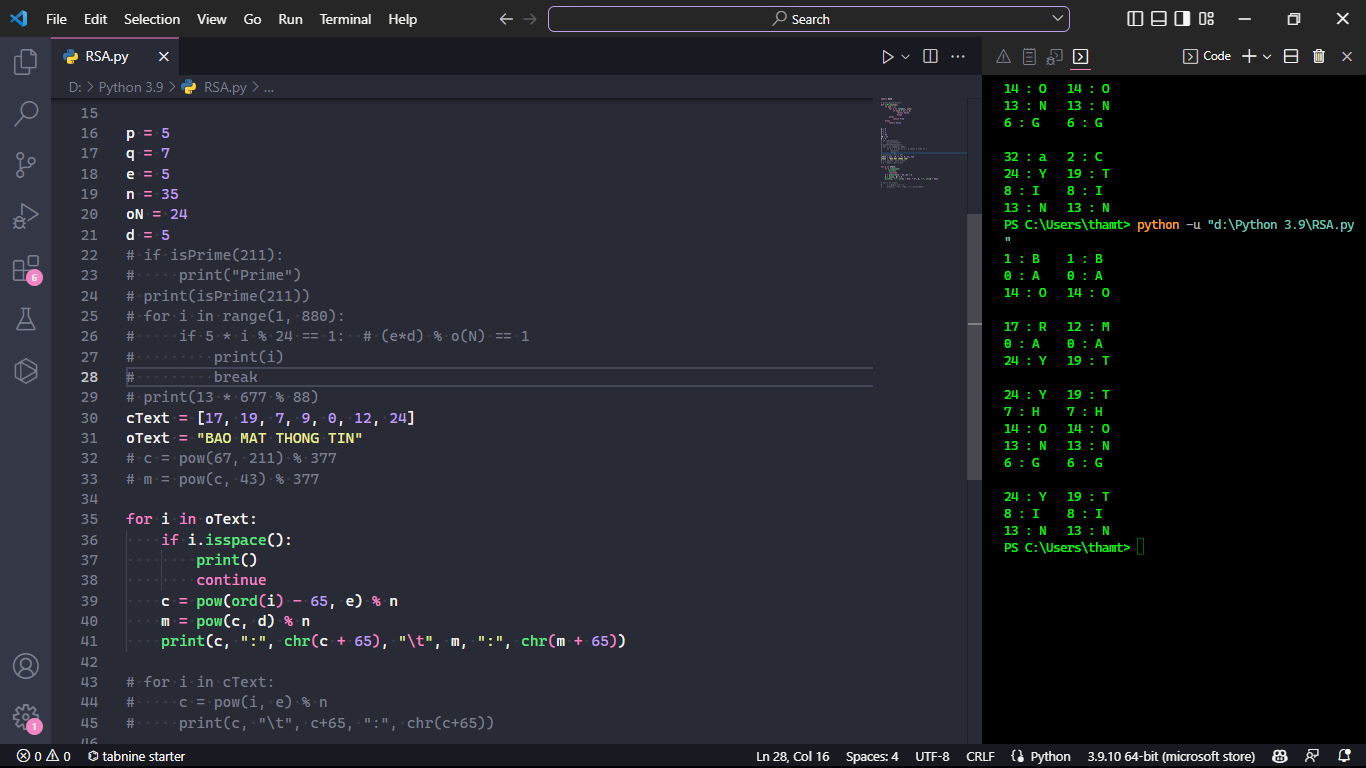 File Edit Selection View Go Run Terminal Help
Search
RSA.py
Code
D: > Python 3.9 > RSA.py > ...
15
16 p = 5
17 q = 7
18 e = 5
19 n = 35
20 oN = 24
21 d = 5
22 # if isPrime(211):
23 #     print("Prime")
24 # print(isPrime(211))
25 # for i in range(1, 880):
26 #     if 5 * i % 24 == 1:  # (e*d) % o(N) == 1
27 #         print(i)
28 #         break
29 # print(13 * 677 % 88)
30 cText = [17, 19, 7, 9, 0, 12, 24]
31 oText = "BAO MAT THONG TIN"
32 # c = pow(67, 211) % 377
33 # m = pow(c, 43) % 377
34
35 for i in oText:
36     if i.isspace():
37         print()
38         continue
39     c = pow(ord(i) - 65, e) % n
40     m = pow(c, d) % n
41     print(c, ":", chr(c + 65), "\t", m, ":", chr(m + 65))
42
43 # for i in cText:
44 #     c = pow(i, e) % n
45 #     print(c, "\t", c+65, ":", chr(c+65))
46
14 : O 14 : O
13 : N 13 : N
6 : G 6 : G
32 : a 2 : C
24 : Y 19 : T
8 : I 8 : I
13 : N 13 : N
PS C:\Users\thamt> python -u "d:\Python 3.9\RSA.py
"
1 : B 1 : B
0 : A 0 : A
14 : O 14 : O
17 : R 12 : M
0 : A 0 : A
24 : Y 19 : T
24 : Y 19 : T
7 : H 7 : H
14 : O 14 : O
13 : N 13 : N
6 : G 6 : G
24 : Y 19 : T
8 : I 8 : I
13 : N 13 : N
PS C:\Users\thamt>
6
1
0 0 tabnine starter
Ln 28, Col 16 Spaces: 4 UTF-8 CRLF Python 3.9.10 64-bit (microsoft store)